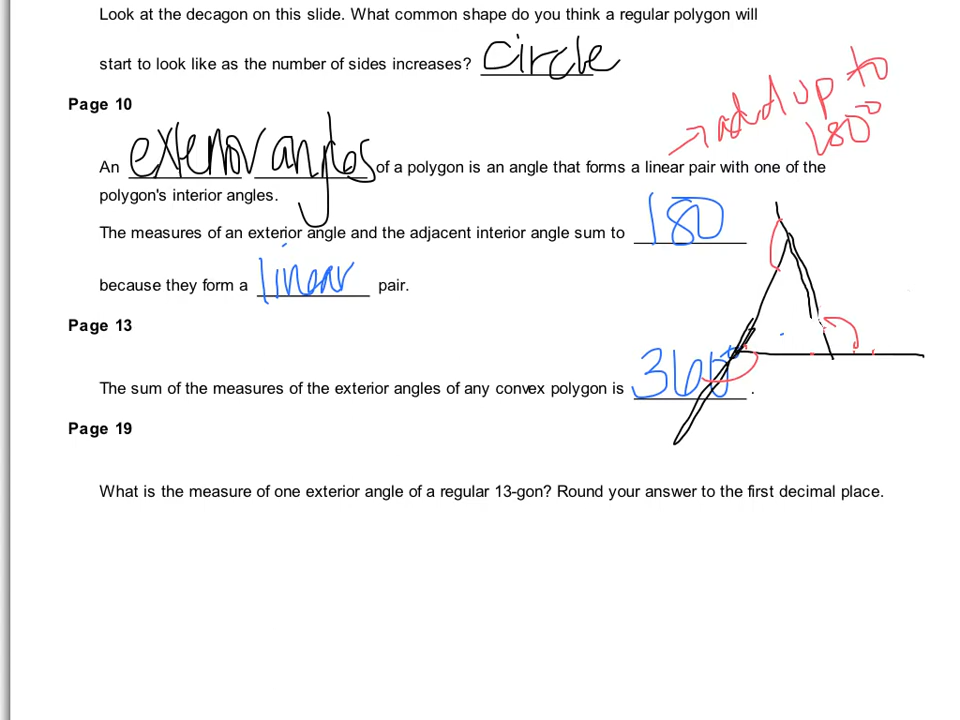 Look at the decagon on this slide. What common shape do you think a regular polygon will
start to look like as the number of sides increases? circle
Page 10
→ add up to 180°
An exterior angles of a polygon is an angle that forms a linear pair with one of the
polygon's interior angles.
The measures of an exterior angle and the adjacent interior angle sum to 180
because they form a linear pair.
Page 13
The sum of the measures of the exterior angles of any convex polygon is 360°.
Page 19
What is the measure of one exterior angle of a regular 13-gon? Round your answer to the first decimal place.